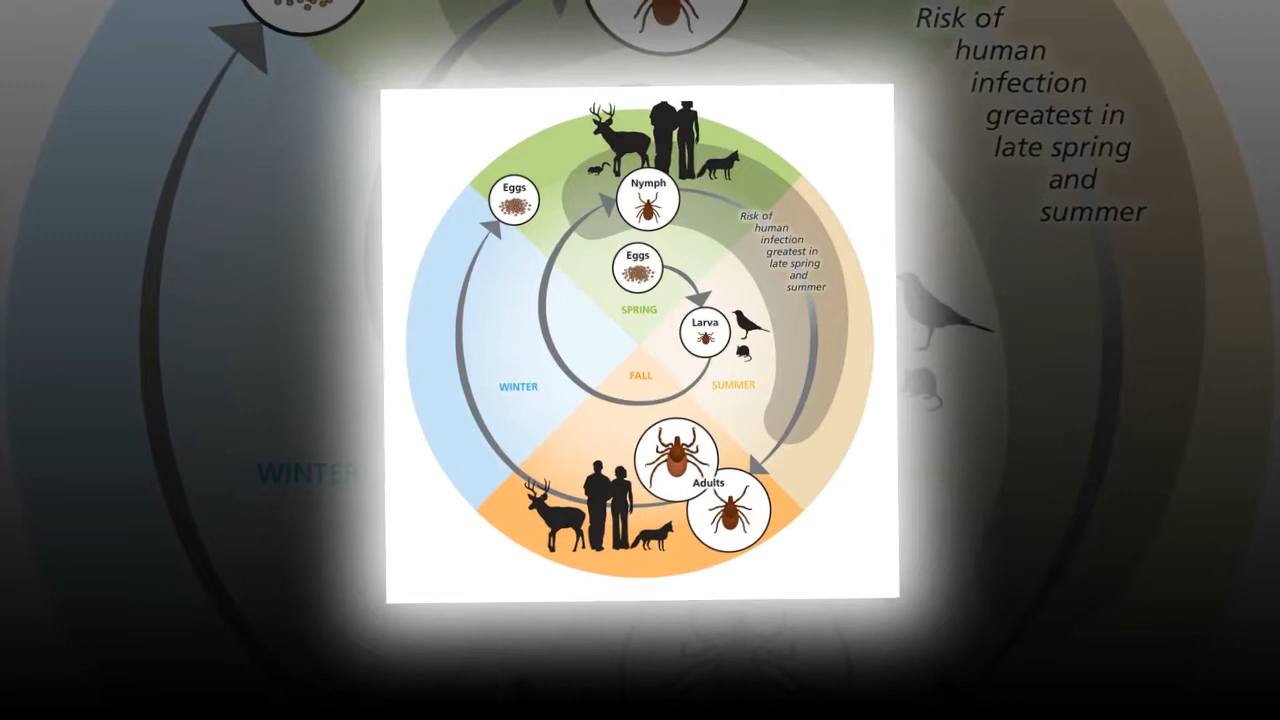 Risk of
human
infection
greatest in
late spring
and
summer
Eggs
Nymph
Risk of
human
infection
greatest in
late spring
and
summer
Eggs
SPRING
Larva
FALL
WINTER
SUMMER
WINTER
Adults